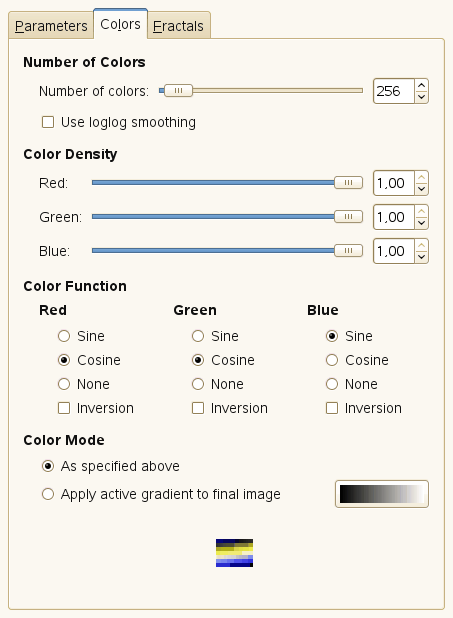 Parameters Colors Fractals
Number of Colors
Number of colors: 256
Use loglog smoothing
Color Density
Red: 1,00
Green: 1,00
Blue: 1,00
Color Function
Red Green Blue
Sine Sine Sine
Cosine Cosine Cosine
None None None
Inversion Inversion Inversion
Color Mode
As specified above
Apply active gradient to final image